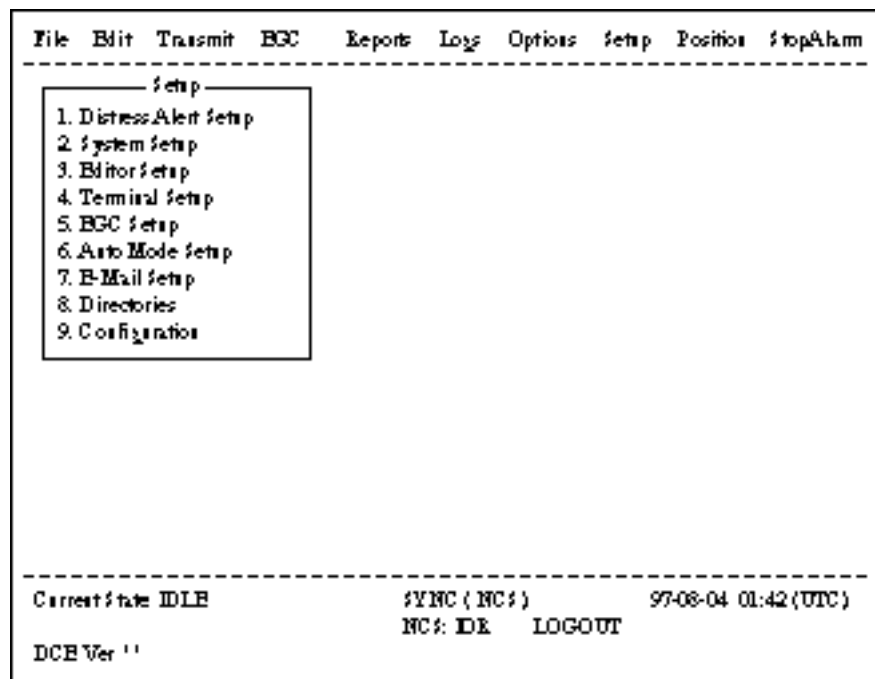 File Edit Transmit EGC Reports Logs Options Setup Position StopAlarm
Setup
1. Distress Alert Setup
2. System Setup
3. Editor Setup
4. Terminal Setup
5. EGC Setup
6. Auto Mode Setup
7. E-Mail Setup
8. Directories
9. Configuration
Current State IDLE SYNC ( NCS ) 97-08-04 01:42 (UTC)
NCS: IDR LOGOUT
DCE Ver ' '